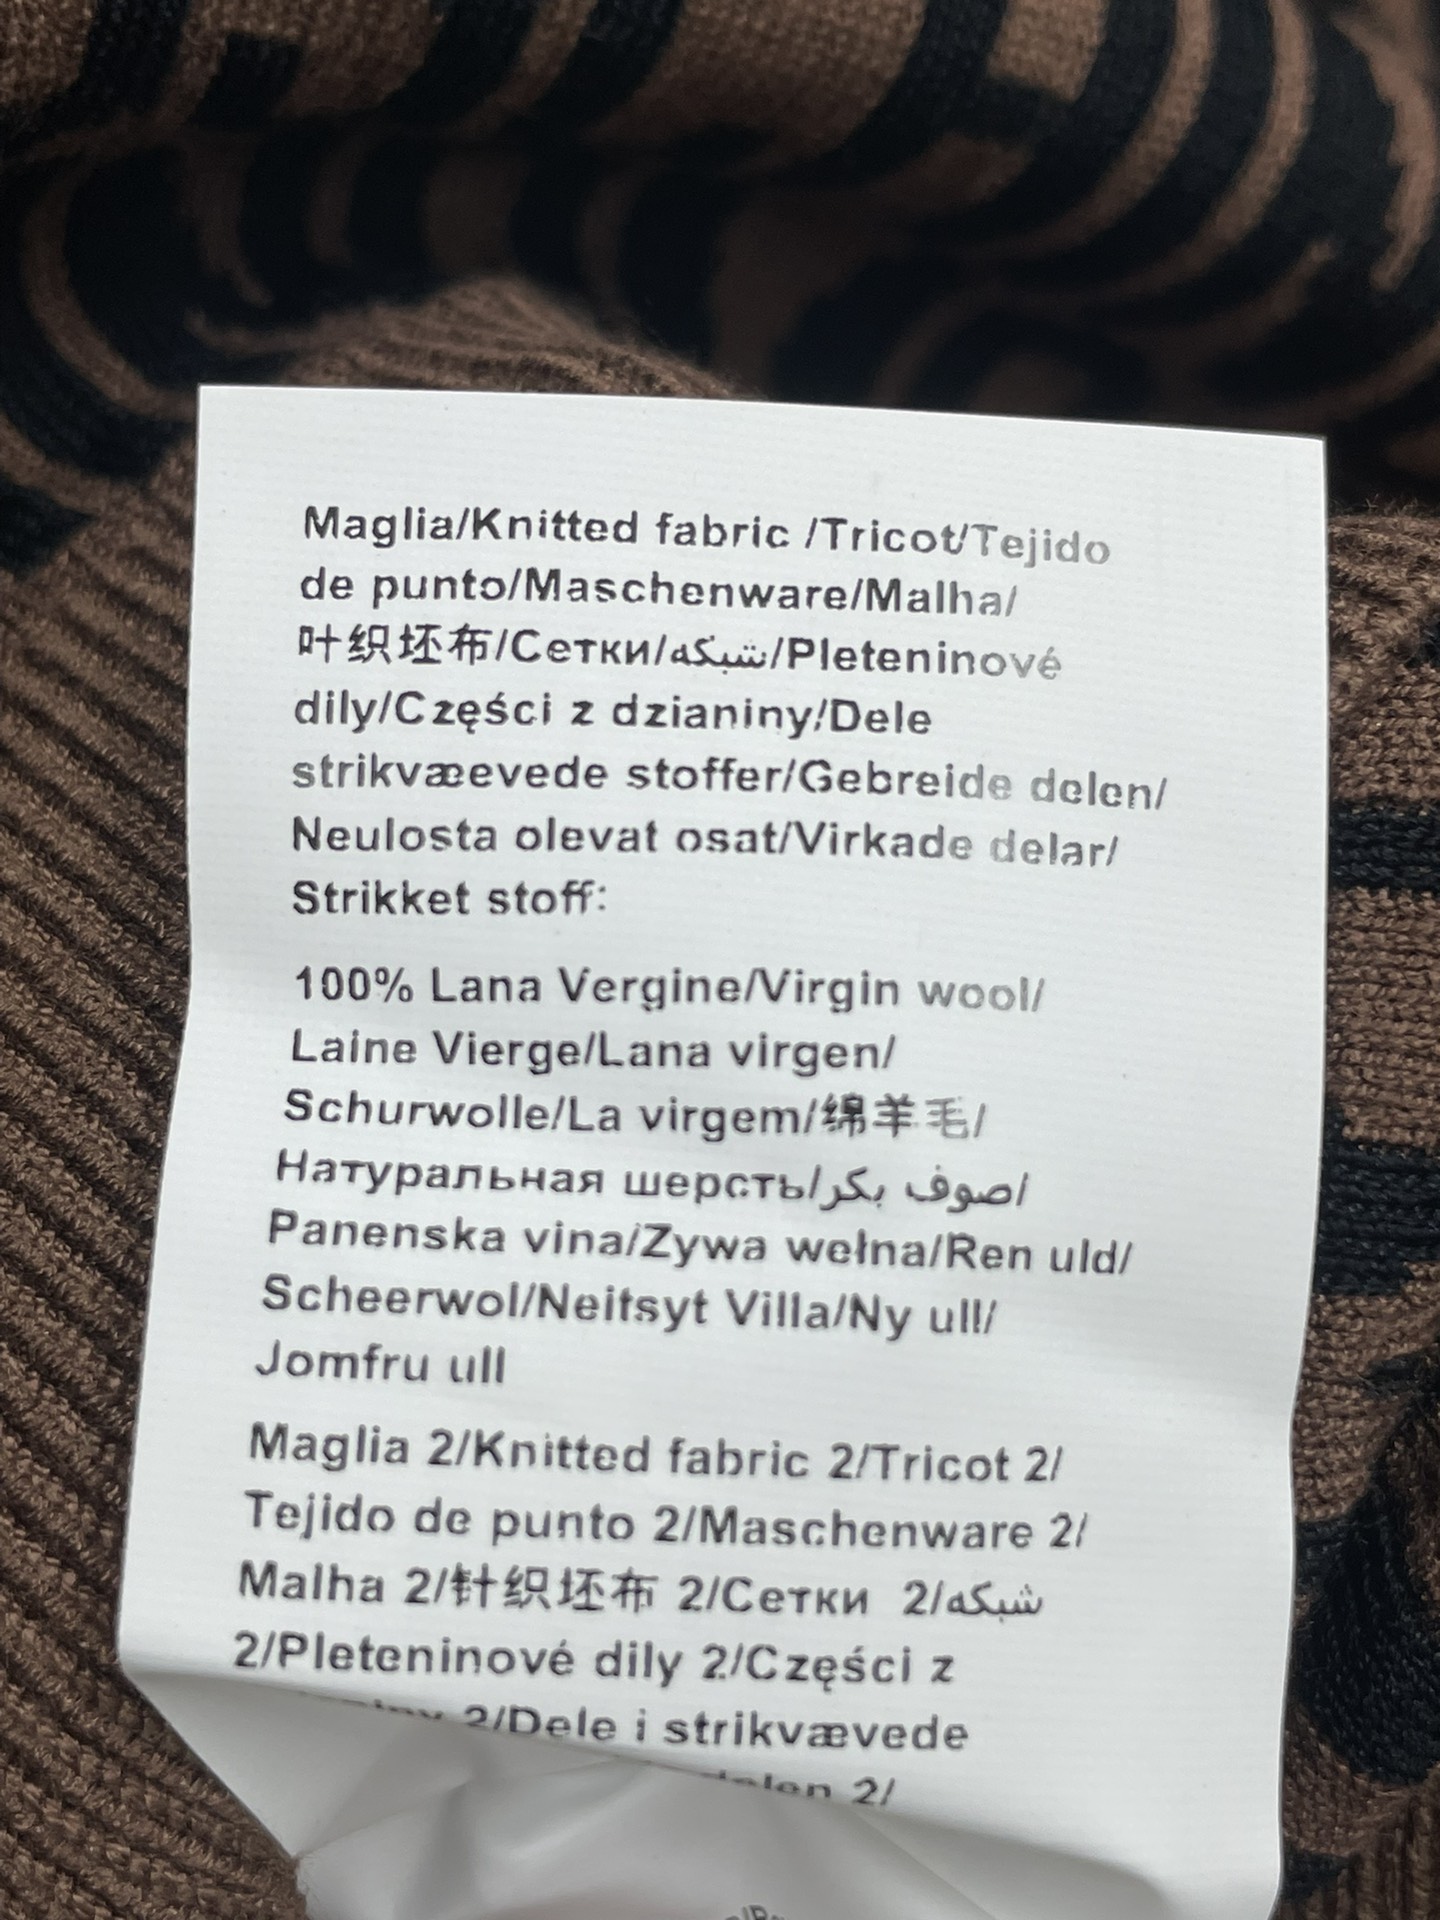 Maglia/Knitted fabric /Tricot/Tejido
de punto/Maschenware/Malha/
叶织坯布/Сетки/شبكه/Pleteninové
dily/Części z dzianiny/Dele
strikvæevede stoffer/Gebreide delen/
Neulosta olevat osat/Virkade delar/
Strikket stoff:
100% Lana Vergine/Virgin wool/
Laine Vierge/Lana virgen/
Schurwolle/La virgem/绵羊毛/
Натуральная шерсть/صوف بكر/
Panenska vina/Zywa wełna/Ren uld/
Scheerwol/Neitsyt Villa/Ny ull/
Jomfru ull
Maglia 2/Knitted fabric 2/Tricot 2/
Tejido de punto 2/Maschenware 2/
Malha 2/针织坯布 2/Сетки 2/شبكه
2/Pleteninové dily 2/Części z
2/Dele i strikvævede
2/